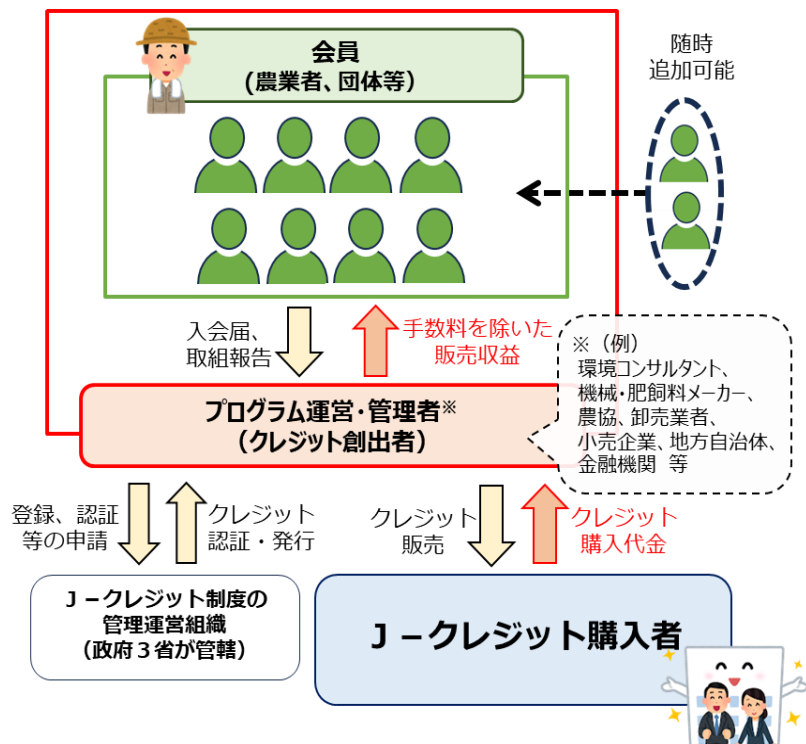 会員
(農業者、団体等)
随時
追加可能
入会届、
取組報告
手数料を除いた
販売収益
※（例）
環境コンサルタント、
機械・肥飼料メーカー、
農協、卸売業者、
小売企業、地方自治体、
金融機関 等
プログラム運営・管理者※
（クレジット創出者）
登録、認証
等の申請
クレジット
認証・発行
クレジット
販売
クレジット
購入代金
Ｊ－クレジット制度の
管理運営組織
(政府３省が管轄)
Ｊ－クレジット購入者